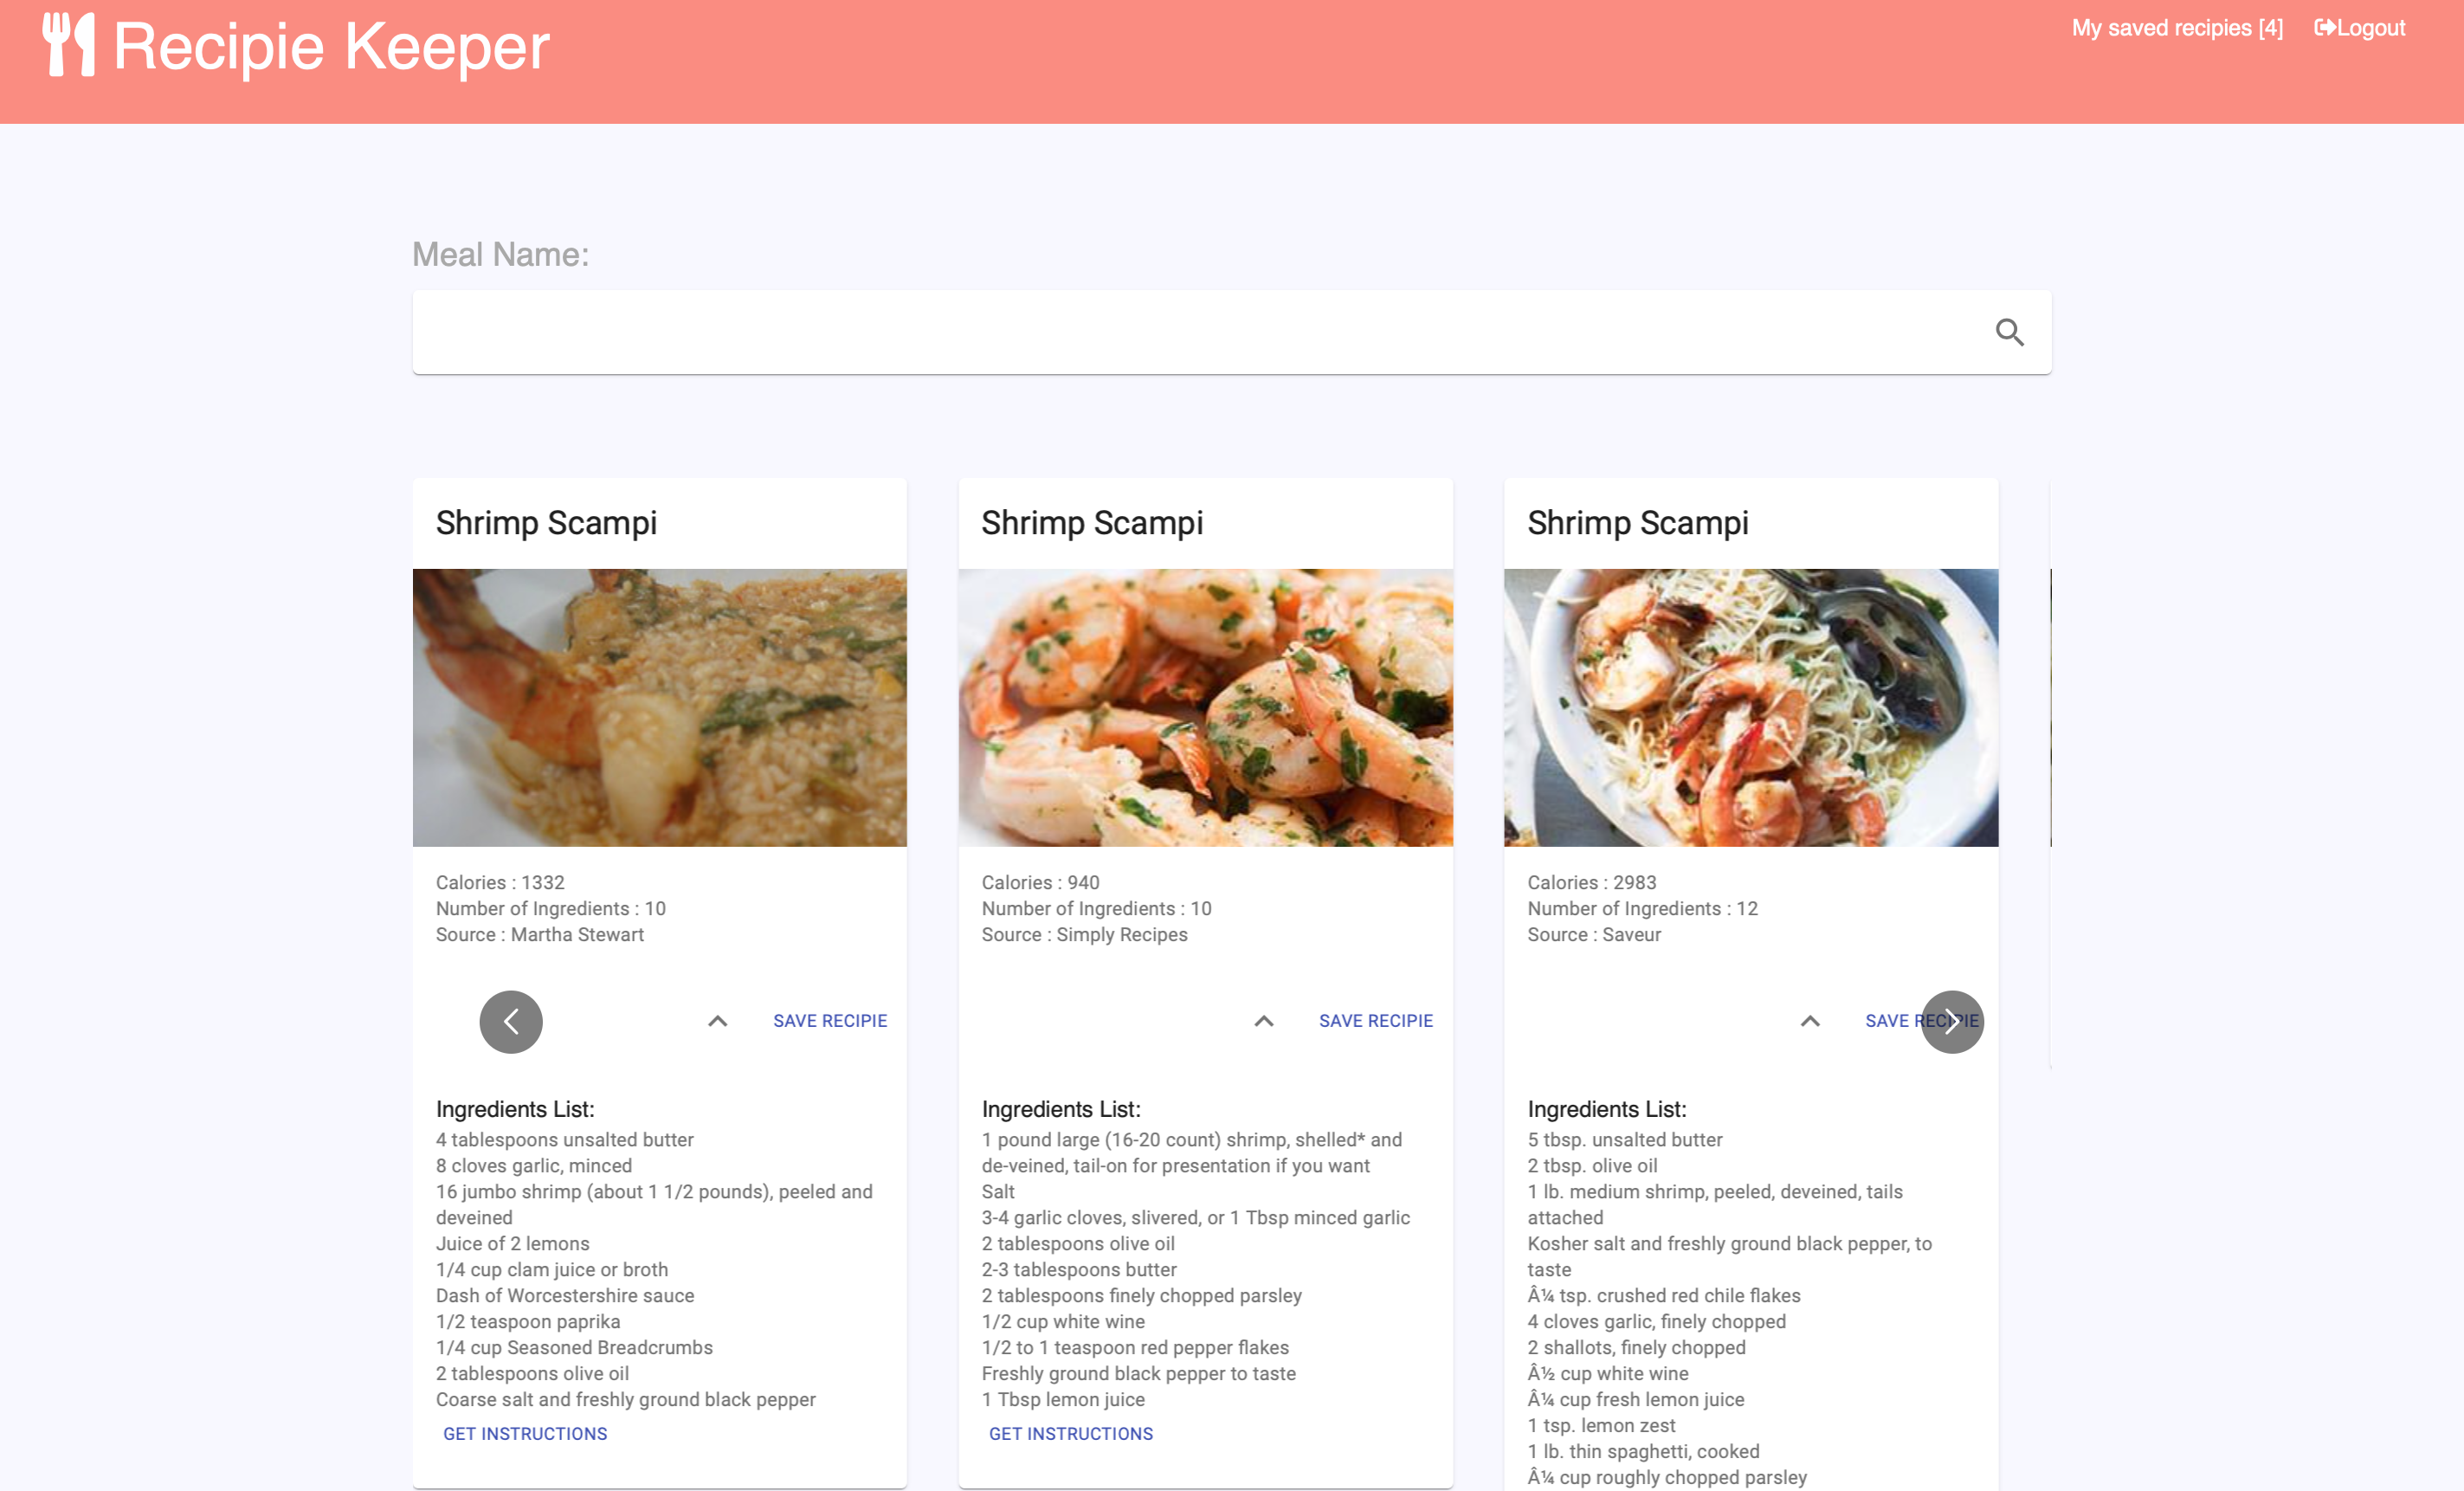 Recipie Keeper
My saved recipies [4] Logout
Meal Name:
Shrimp Scampi
Calories : 1332
Number of Ingredients : 10
Source : Martha Stewart
SAVE RECIPIE
Ingredients List:
4 tablespoons unsalted butter
8 cloves garlic, minced
16 jumbo shrimp (about 1 1/2 pounds), peeled and
deveined
Juice of 2 lemons
1/4 cup clam juice or broth
Dash of Worcestershire sauce
1/2 teaspoon paprika
1/4 cup Seasoned Breadcrumbs
2 tablespoons olive oil
Coarse salt and freshly ground black pepper
GET INSTRUCTIONS
Shrimp Scampi
Calories : 940
Number of Ingredients : 10
Source : Simply Recipes
SAVE RECIPIE
Ingredients List:
1 pound large (16-20 count) shrimp, shelled* and
de-veined, tail-on for presentation if you want
Salt
3-4 garlic cloves, slivered, or 1 Tbsp minced garlic
2 tablespoons olive oil
2-3 tablespoons butter
2 tablespoons finely chopped parsley
1/2 cup white wine
1/2 to 1 teaspoon red pepper flakes
Freshly ground black pepper to taste
1 Tbsp lemon juice
GET INSTRUCTIONS
Shrimp Scampi
Calories : 2983
Number of Ingredients : 12
Source : Saveur
SAVE RECIPIE
Ingredients List:
5 tbsp. unsalted butter
2 tbsp. olive oil
1 lb. medium shrimp, peeled, deveined, tails
attached
Kosher salt and freshly ground black pepper, to
taste
Â¼ tsp. crushed red chile flakes
4 cloves garlic, finely chopped
2 shallots, finely chopped
Â½ cup white wine
Â¼ cup fresh lemon juice
1 tsp. lemon zest
1 lb. thin spaghetti, cooked
Â¼ cup roughly chopped parsley